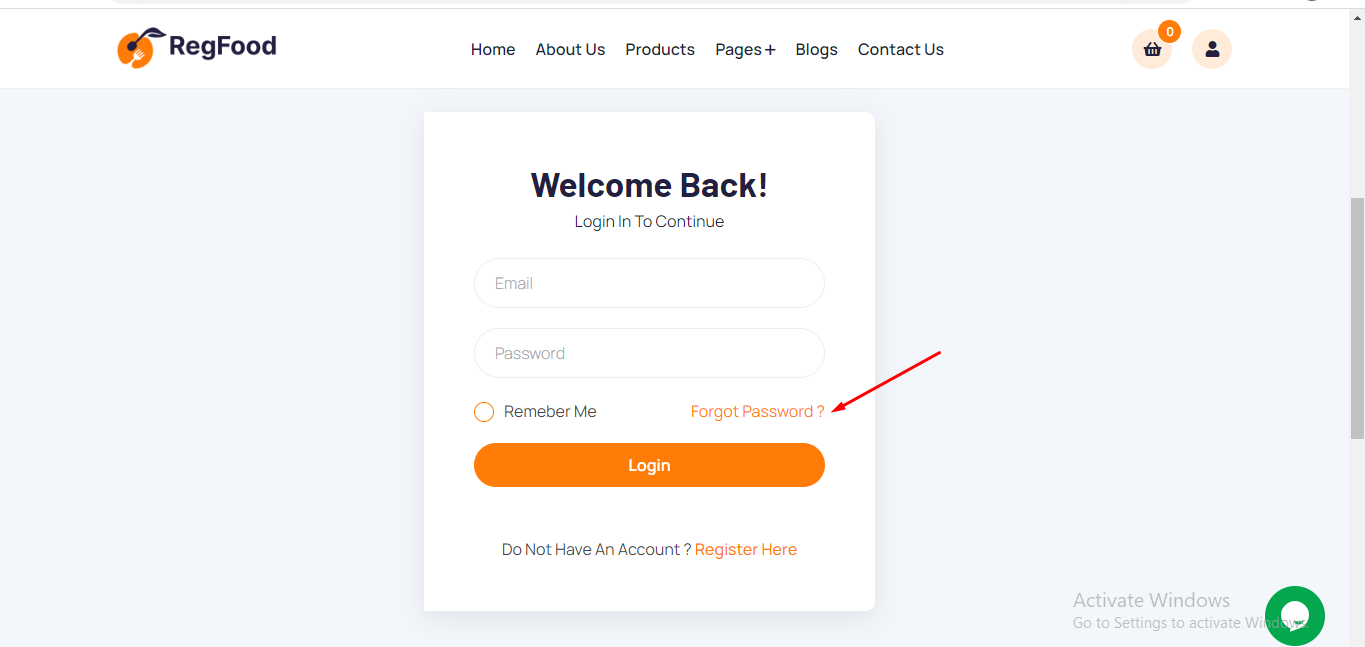 RegFood
Home About Us Products Pages+ Blogs Contact Us
0
Welcome Back!
Login In To Continue
Email
Password
Remeber Me Forgot Password ?
Login
Do Not Have An Account ? Register Here
Activate Windows
Go to Settings to activate Windows.